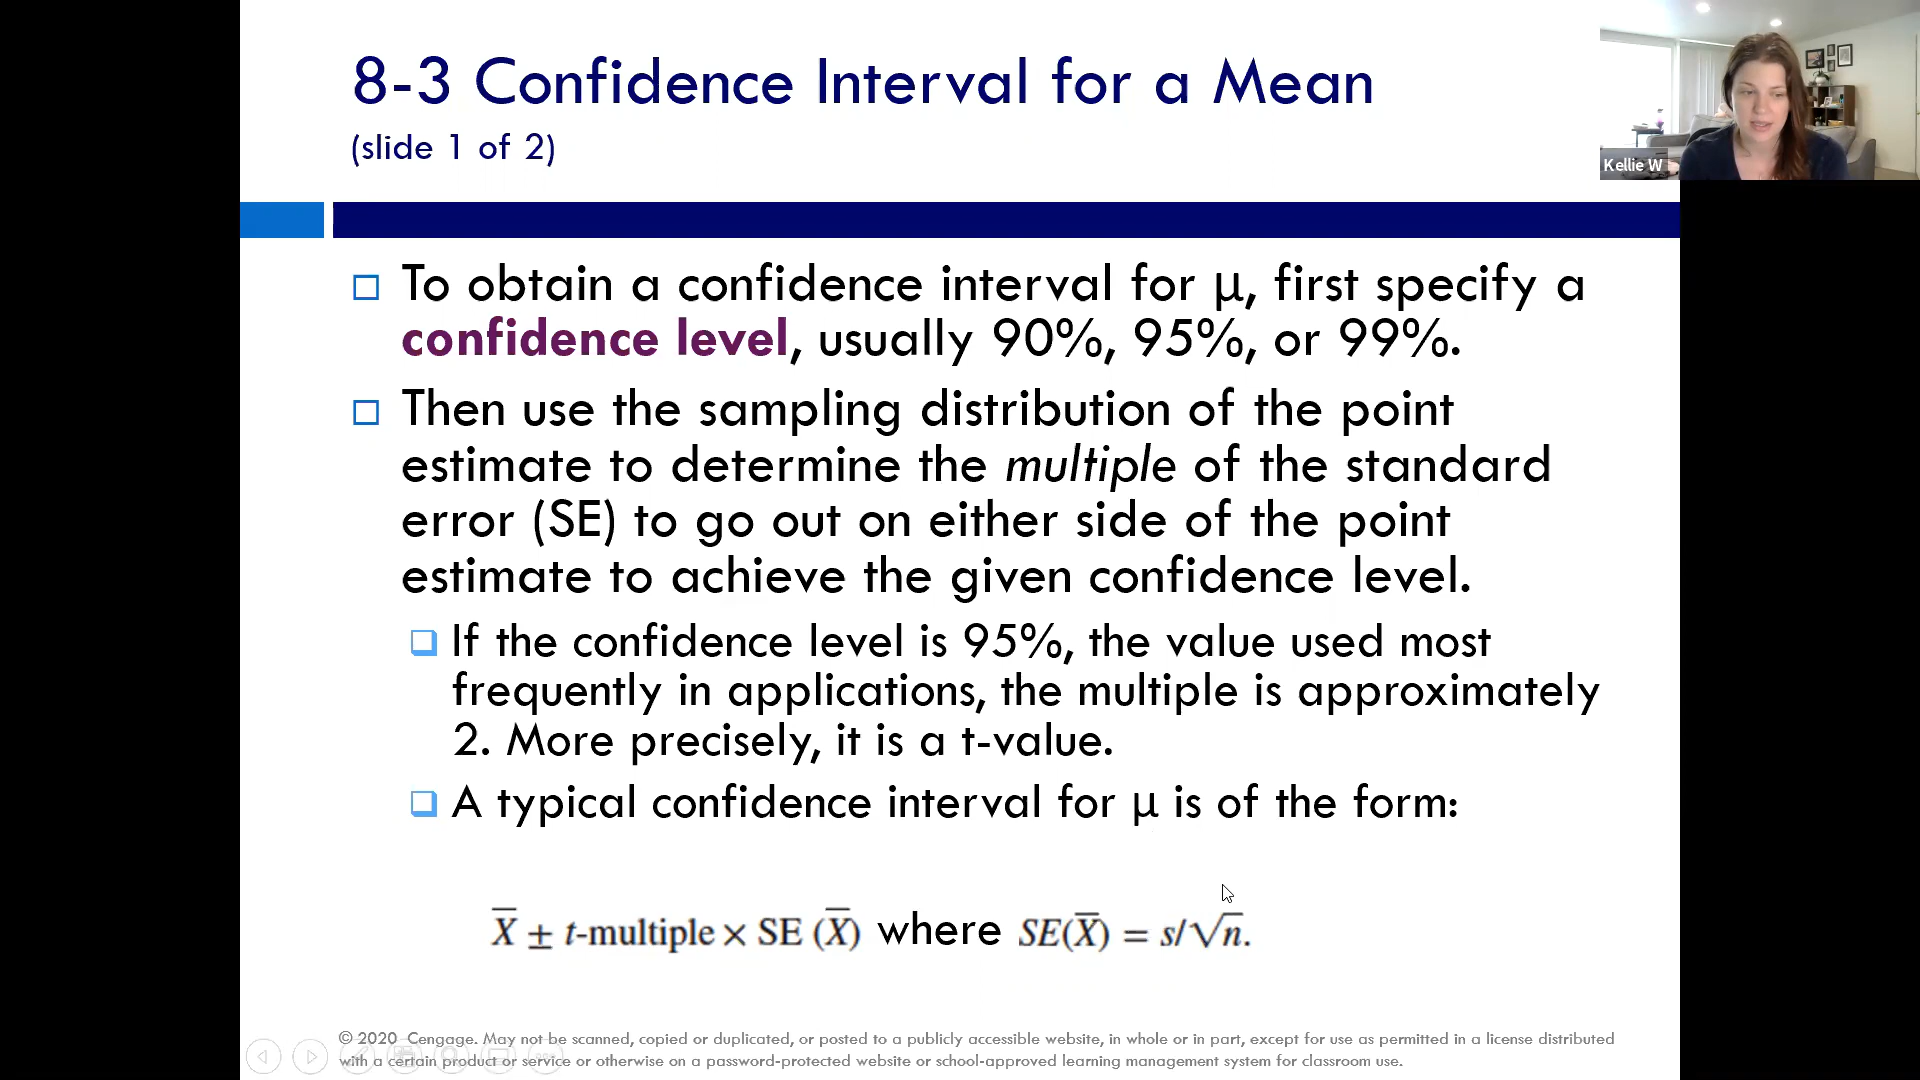 8-3 Confidence Interval for a Mean
(slide 1 of 2)
Kellie W
To obtain a confidence interval for μ, first specify a
confidence level, usually 90%, 95%, or 99%.
Then use the sampling distribution of the point
estimate to determine the multiple of the standard
error (SE) to go out on either side of the point
estimate to achieve the given confidence level.
If the confidence level is 95%, the value used most
frequently in applications, the multiple is approximately
2. More precisely, it is a t-value.
A typical confidence interval for μ is of the form:
X̅ ± t-multiple × SE (X̅) where SE(X̅) = s/√n.
© 2020 Cengage. May not be scanned, copied or duplicated, or posted to a publicly accessible website, in whole or in part, except for use as permitted in a license distributed
with a certain product or service or otherwise on a password-protected website or school-approved learning management system for classroom use.